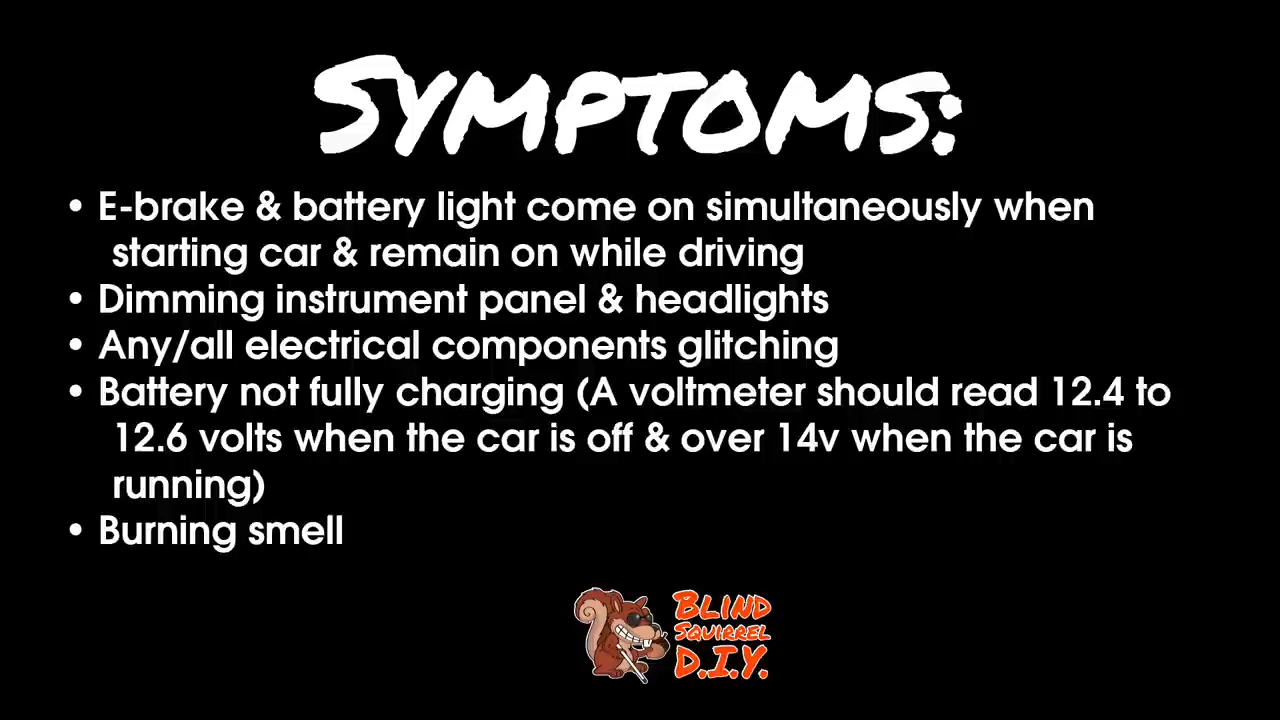 SYMPTOMS:
• E-brake & battery light come on simultaneously when
starting car & remain on while driving
• Dimming instrument panel & headlights
• Any/all electrical components glitching
• Battery not fully charging (A voltmeter should read 12.4 to
12.6 volts when the car is off & over 14v when the car is
running)
• Burning smell
BLIND
SQUIRREL
D.I.Y.